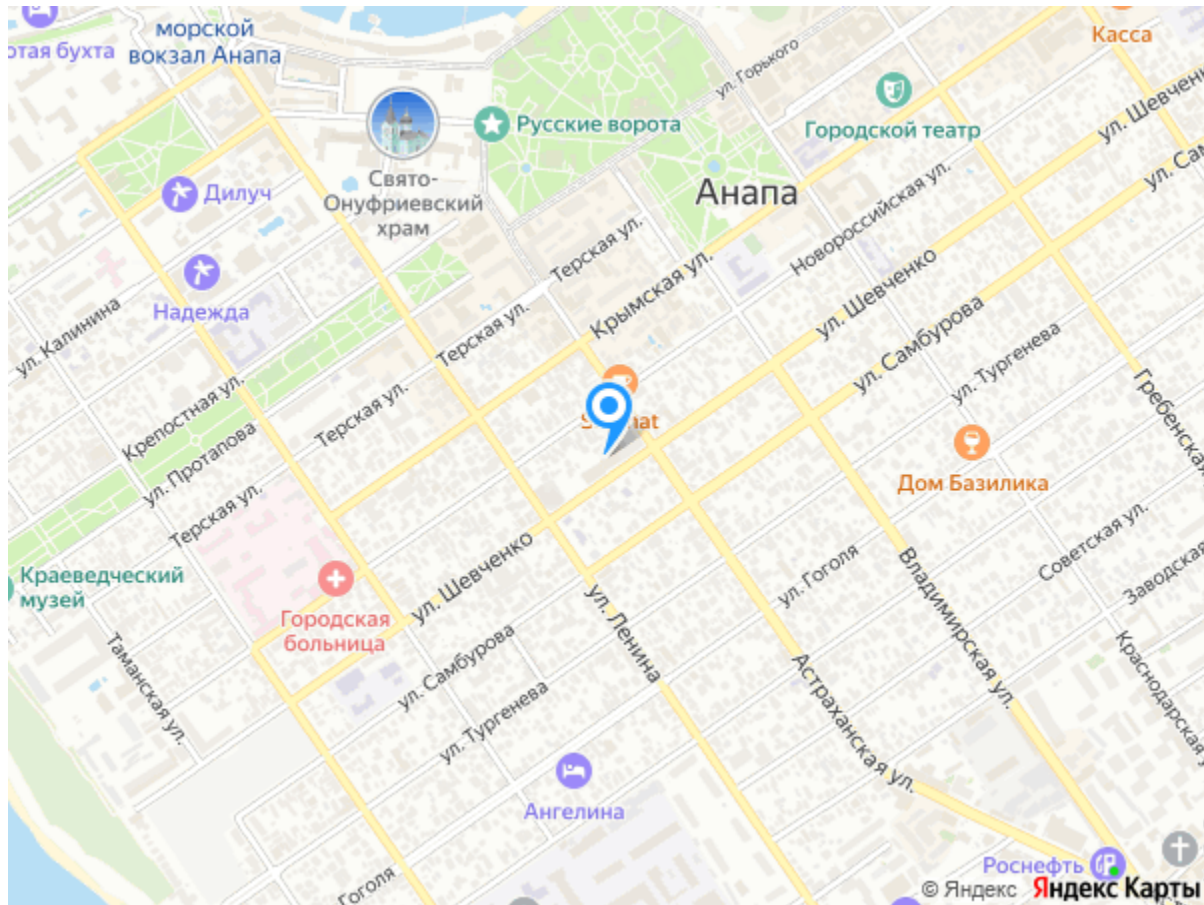 морской
вокзал Анапа
отая бухта
Касса
ул. Горького
Городской театр
ул. Шевченко
ул. Сам
Русские ворота
Свято-
Онуфриевский
храм
Дилуч
Анапа
Новороссийская ул.
Терская ул.
Надежда
ул. Калинина
Крымская ул.
ул. Шевченко
Терская ул.
ул. Самбурова
ул. Тургенева
Гребенская
Крепостная ул.
Терская ул.
ул. Протапова
Дом Базилика
Терская ул.
Краеведческий
музей
Городская
больница
ул. Шевченко
ул. Ленина
ул. Гоголя
Владимирская ул.
Советская ул.
Заводская
Таманская ул.
ул. Самбурова
ул. Тургенева
Астраханская ул.
Краснодарская
Ангелина
Гоголя
Роснефть
© Яндекс Яндекс Карты